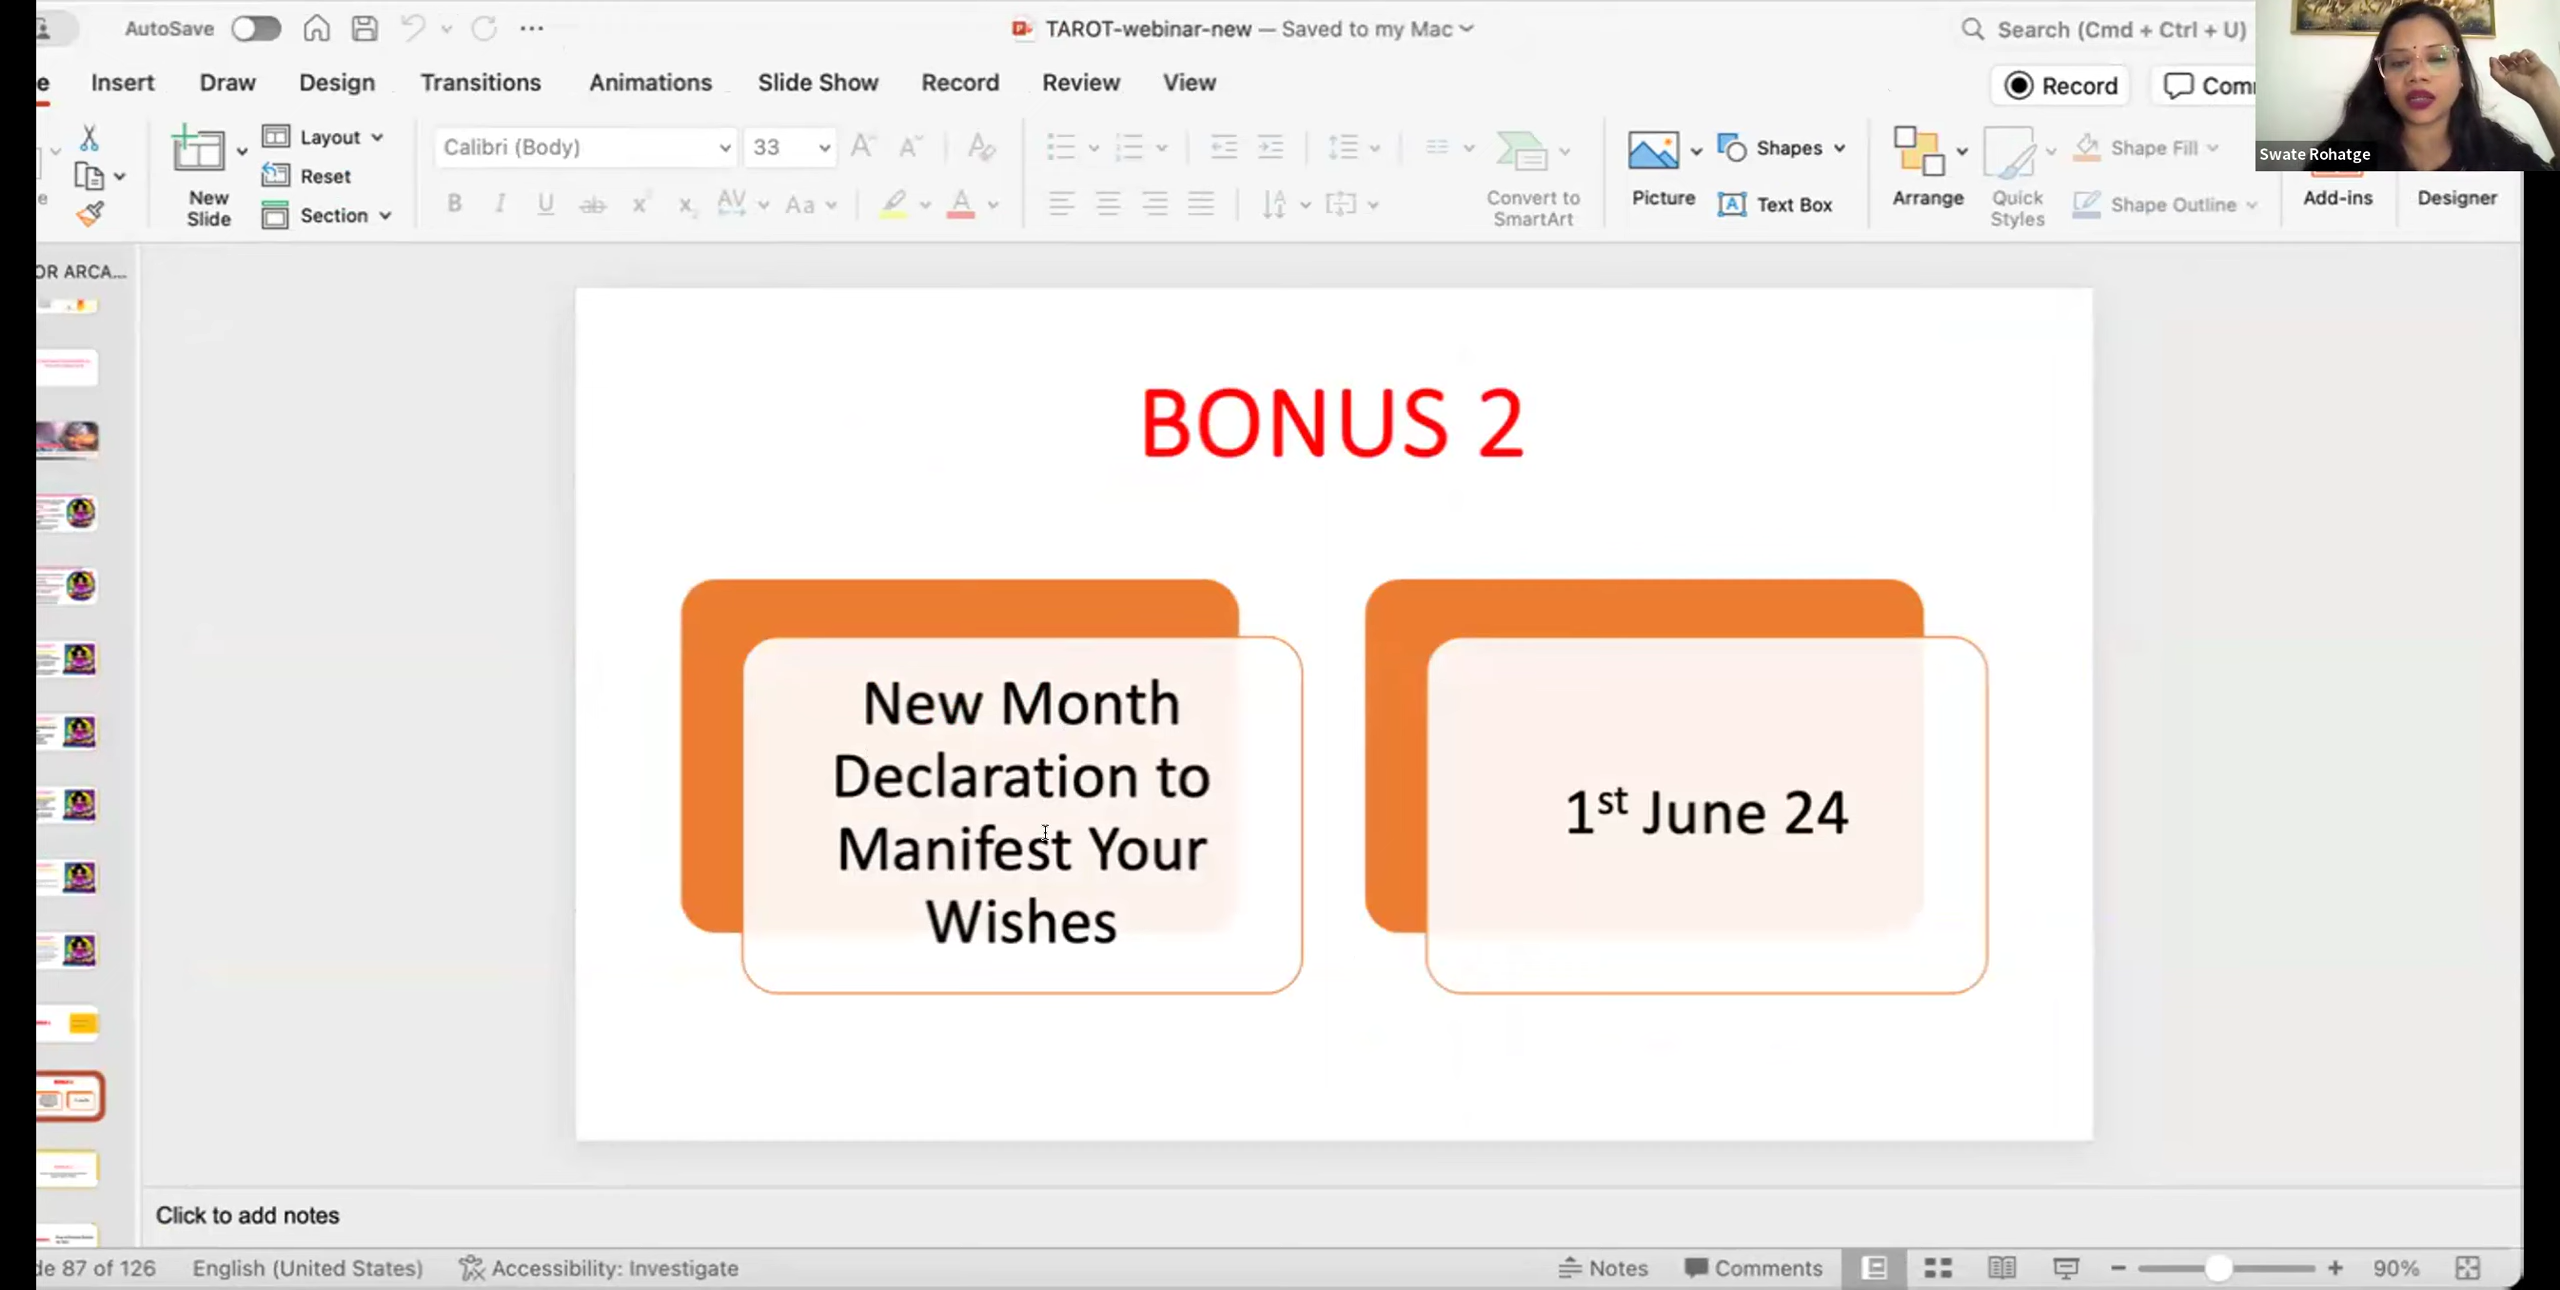 AutoSave
TAROT-webinar-new — Saved to my Mac
Search (Cmd + Ctrl + U)
Insert Draw Design Transitions Animations Slide Show Record Review View
Record
Layout
Reset
Section
New
Slide
Calibri (Body)
33
Convert to
SmartArt
Picture
Shapes
Text Box
Arrange
Quick
Styles
Shape Fill
Shape Outline
Add-ins
Designer
Swate Rohatge
OR ARCA...
BONUS 2
New Month
Declaration to
Manifest Your
Wishes
1st June 24
Click to add notes
de 87 of 126
English (United States)
Accessibility: Investigate
Notes
Comments
90%